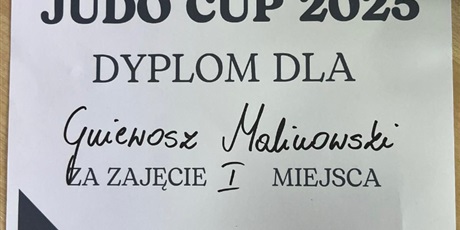 JUDO CUP 2025
DYPLOM DLA
Gniewosz Malinowski
ZA ZAJĘCIE I MIEJSCA